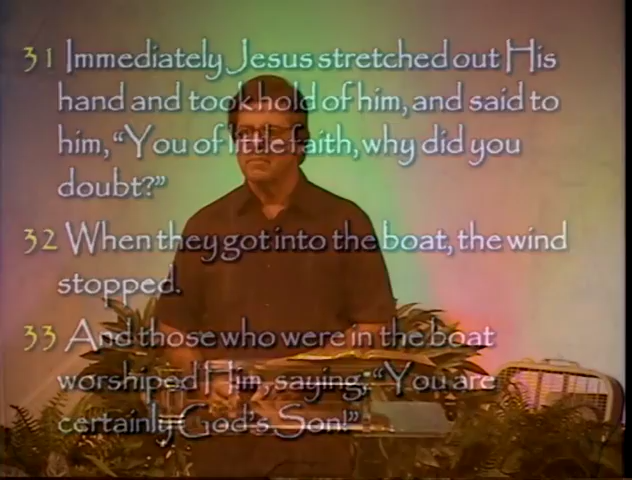 31 Immediately Jesus stretched out His
hand and took hold of him, and said to
him, “You of little faith, why did you
doubt?”
32 When they got into the boat, the wind
stopped.
33 And those who were in the boat
worshiped Him, saying, “You are
certainly God's Son!”